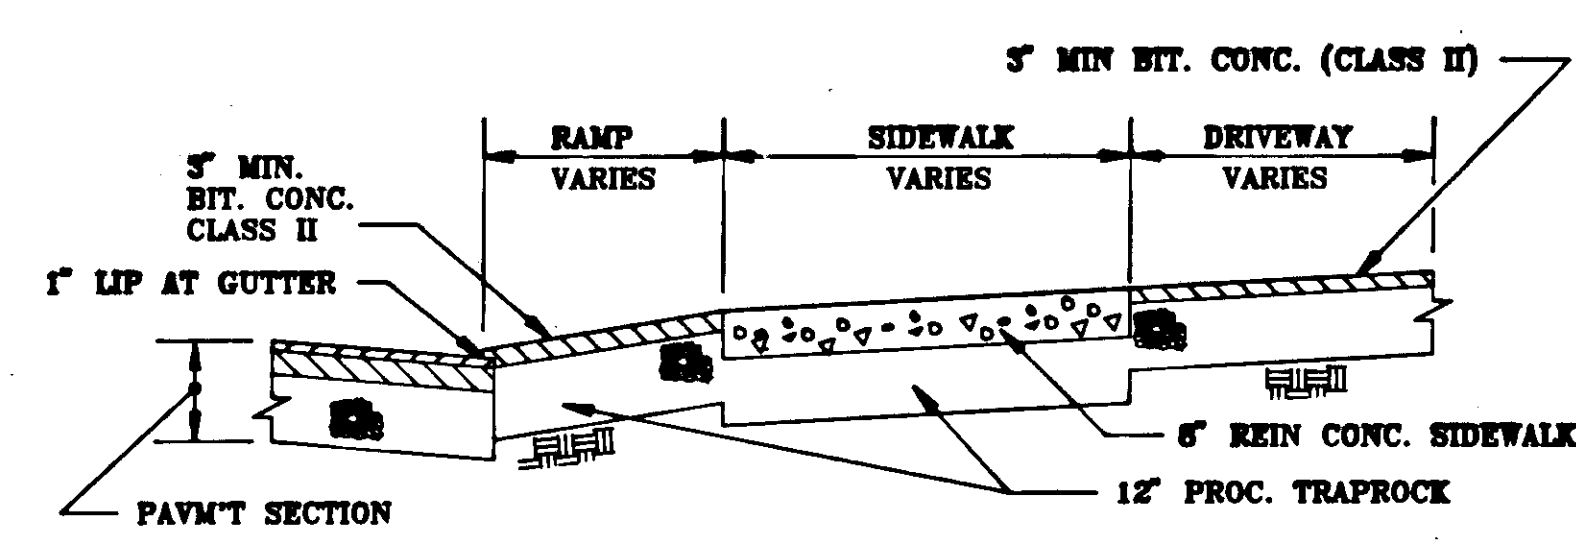 3" MIN BIT. CONC. (CLASS II)
RAMP
VARIES
SIDEWALK
VARIES
DRIVEWAY
VARIES
3" MIN.
BIT. CONC.
CLASS II
1" LIP AT GUTTER
REIN CONC. SIDEWALK
12" PROC. TRAPROCK
PAVM'T SECTION